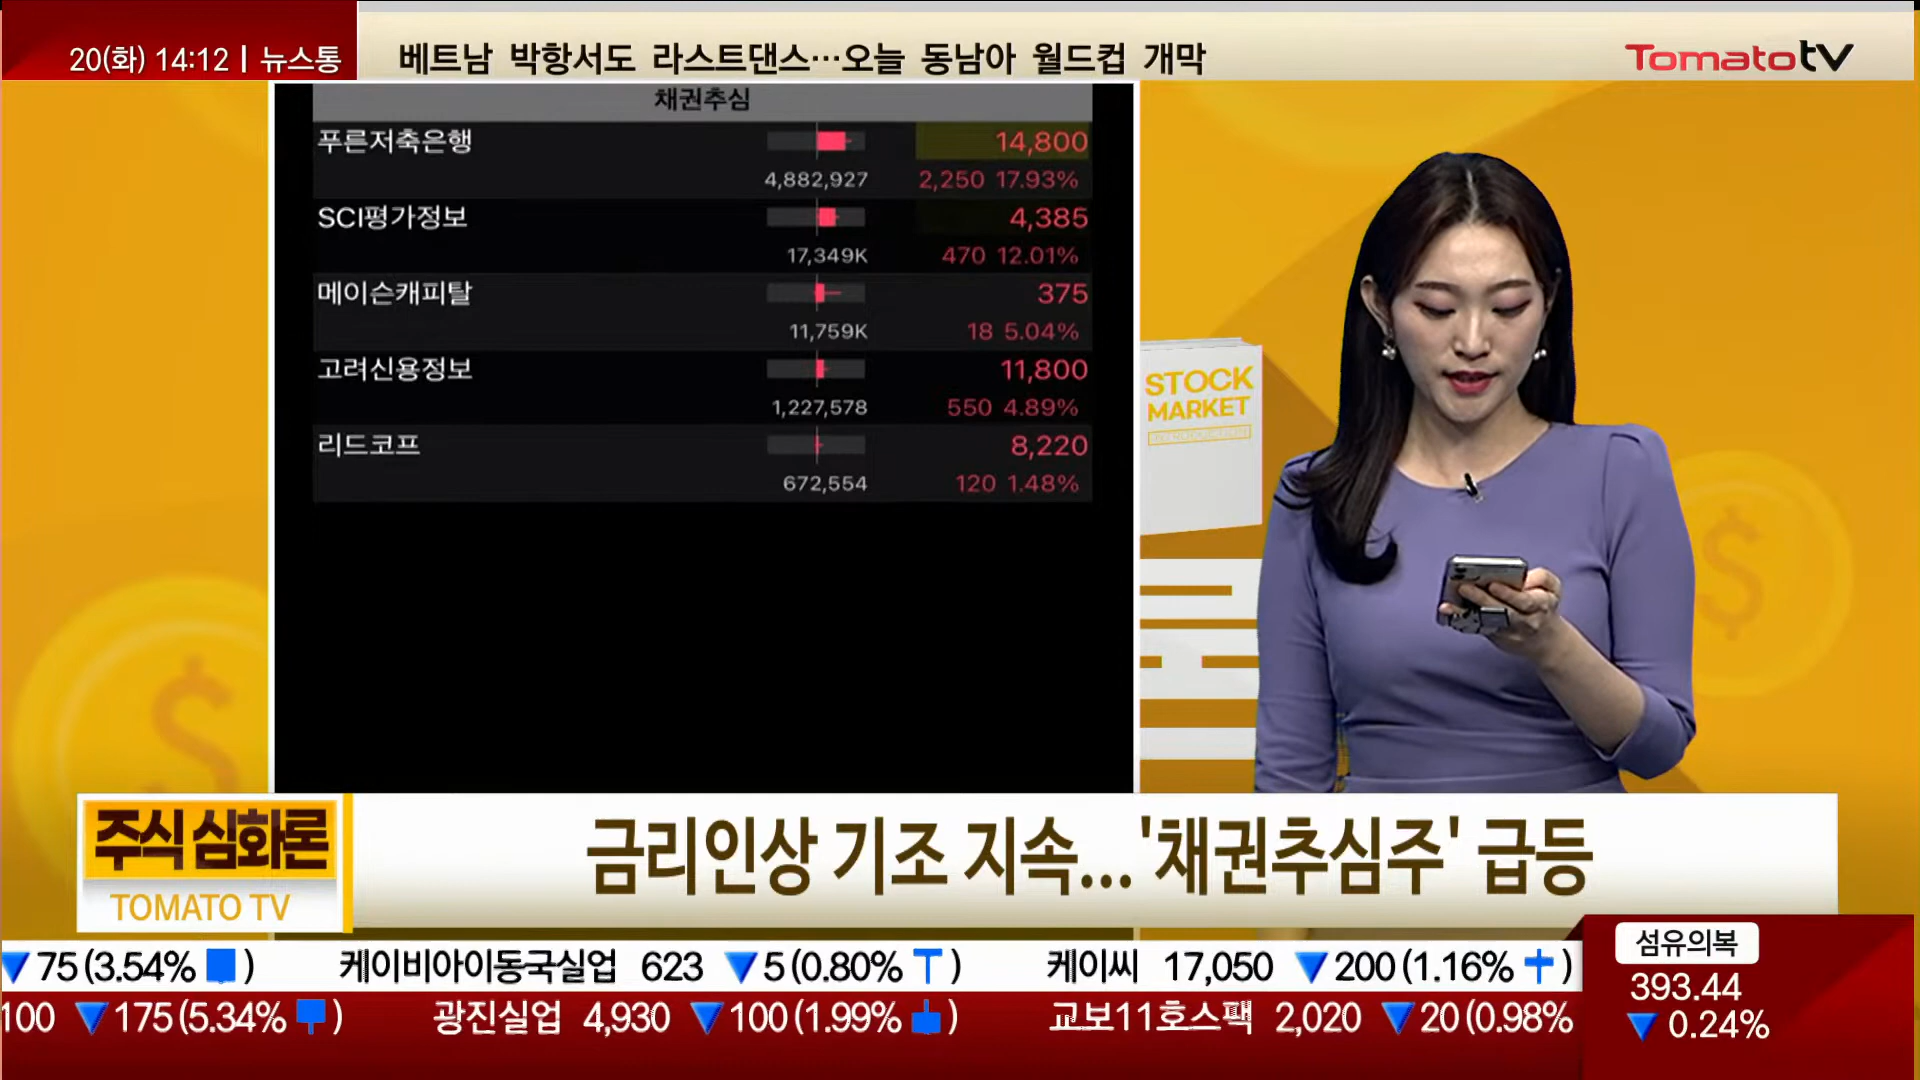 20(화) 14:12 | 뉴스통
베트남 박항서도 라스트댄스…오늘 동남아 월드컵 개막
Tomato tv
채권추심
푸른저축은행 14,800
4,882,927 2,250 17.93%
SCI평가정보 4,385
17,349K 470 12.01%
메이슨캐피탈 375
11,759K 18 5.04%
고려신용정보 11,800
1,227,578 550 4.89%
리드코프 8,220
672,554 120 1.48%
STOCK
MARKET
INTRODUCTION
주식 심화론
TOMATO TV
금리인상 기조 지속...'채권추심주' 급등
▼75(3.54% ) 케이비아이동국실업 623 ▼5(0.80% ) 케이씨 17,050 ▼200(1.16% )
100 ▼175(5.34% ) 광진실업 4,930 ▼100(1.99% ) 교보11호스팩 2,020 ▼20(0.98%
섬유의복
393.44
▼ 0.24%